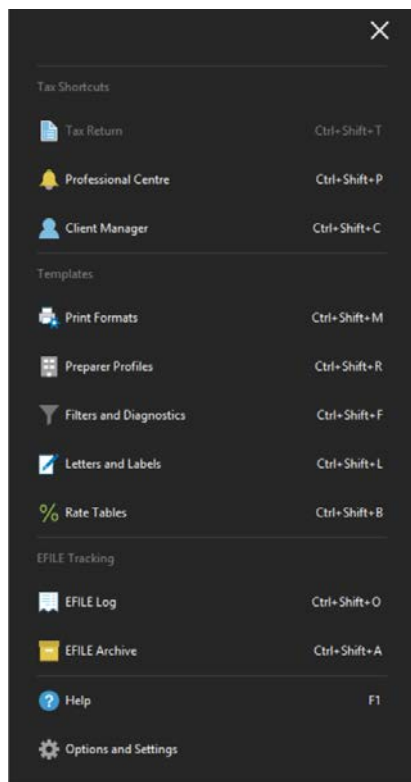 Tax Shortcuts
Tax Return Ctrl+Shift+T
Professional Centre Ctrl+Shift+P
Client Manager Ctrl+Shift+C
Templates
Print Formats Ctrl+Shift+M
Preparer Profiles Ctrl+Shift+R
Filters and Diagnostics Ctrl+Shift+F
Letters and Labels Ctrl+Shift+L
Rate Tables Ctrl+Shift+B
EFILE Tracking
EFILE Log Ctrl+Shift+O
EFILE Archive Ctrl+Shift+A
Help F1
Options and Settings